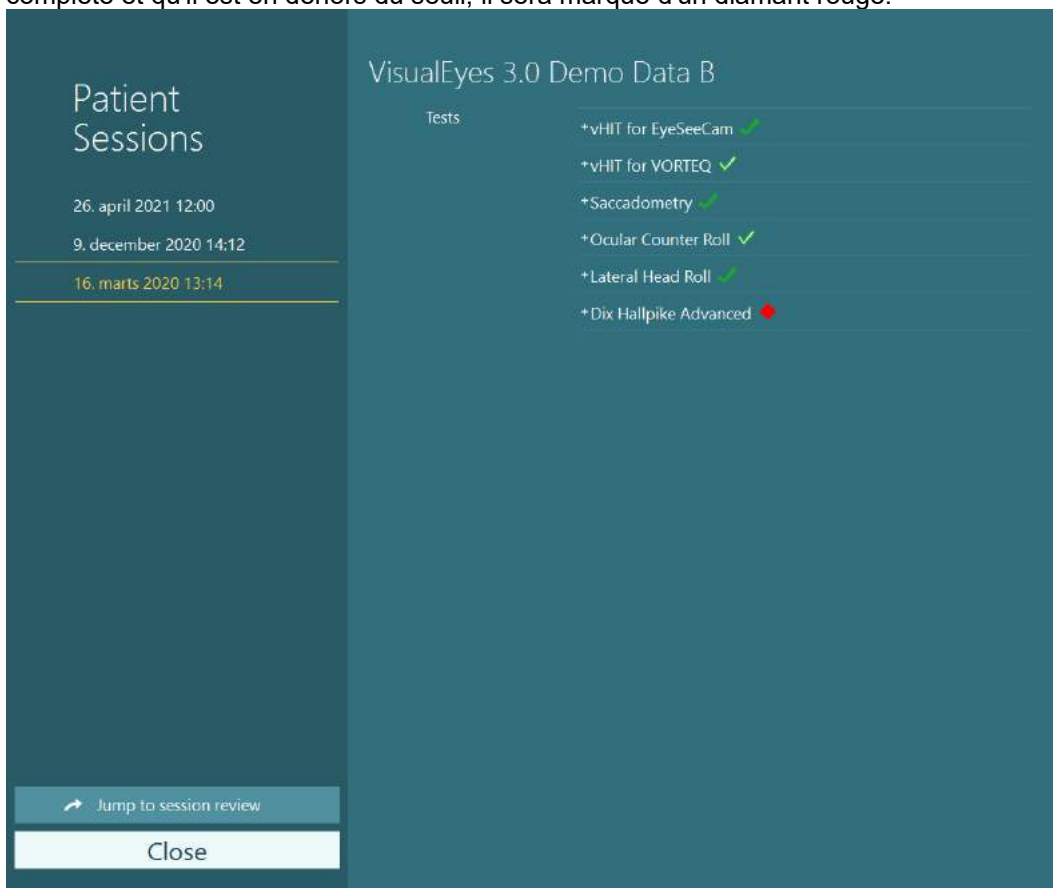 complété et qu'il est en dehors du seuil, il sera marqué d'un diamant rouge.
Patient
Sessions
26. april 2021 12:00
9. december 2020 14:12
16. marts 2020 13:14
Jump to session review
Close
VisualEyes 3.0 Demo Data B
Tests
+vHIT for EyeSeeCam
+vHIT for VORTEQ
+Saccadometry
+Ocular Counter Roll
+Lateral Head Roll
+Dix Hallpike Advanced